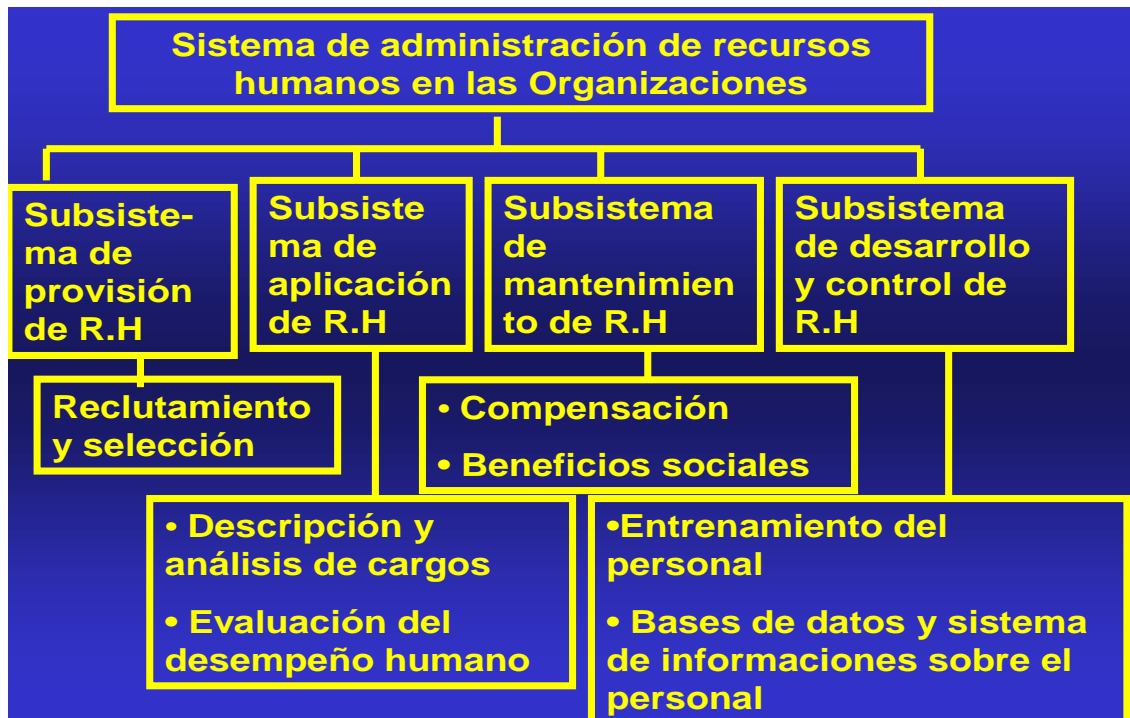 Sistema de administración de recursos
humanos en las Organizaciones
Subsiste-
ma de
provisión
de R.H
Subsiste
ma de
aplicación
de R.H
Subsistema
de
mantenimien
to de R.H
Subsistema
de desarrollo
y control de
R.H
Reclutamiento
y selección
• Compensación
• Beneficios sociales
• Descripción y
análisis de cargos
• Evaluación del
desempeño humano
•Entrenamiento del
personal
• Bases de datos y sistema
de informaciones sobre el
personal